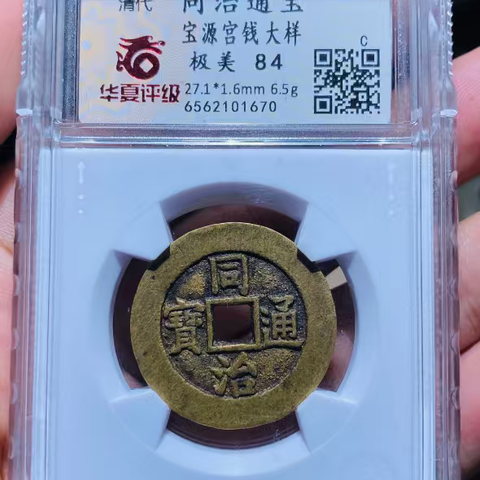 清代
同治通宝
宝源宫钱大样
极美 84
C
华夏评级
27.1*1.6mm 6.5g
6562101670
同
寶 通
治